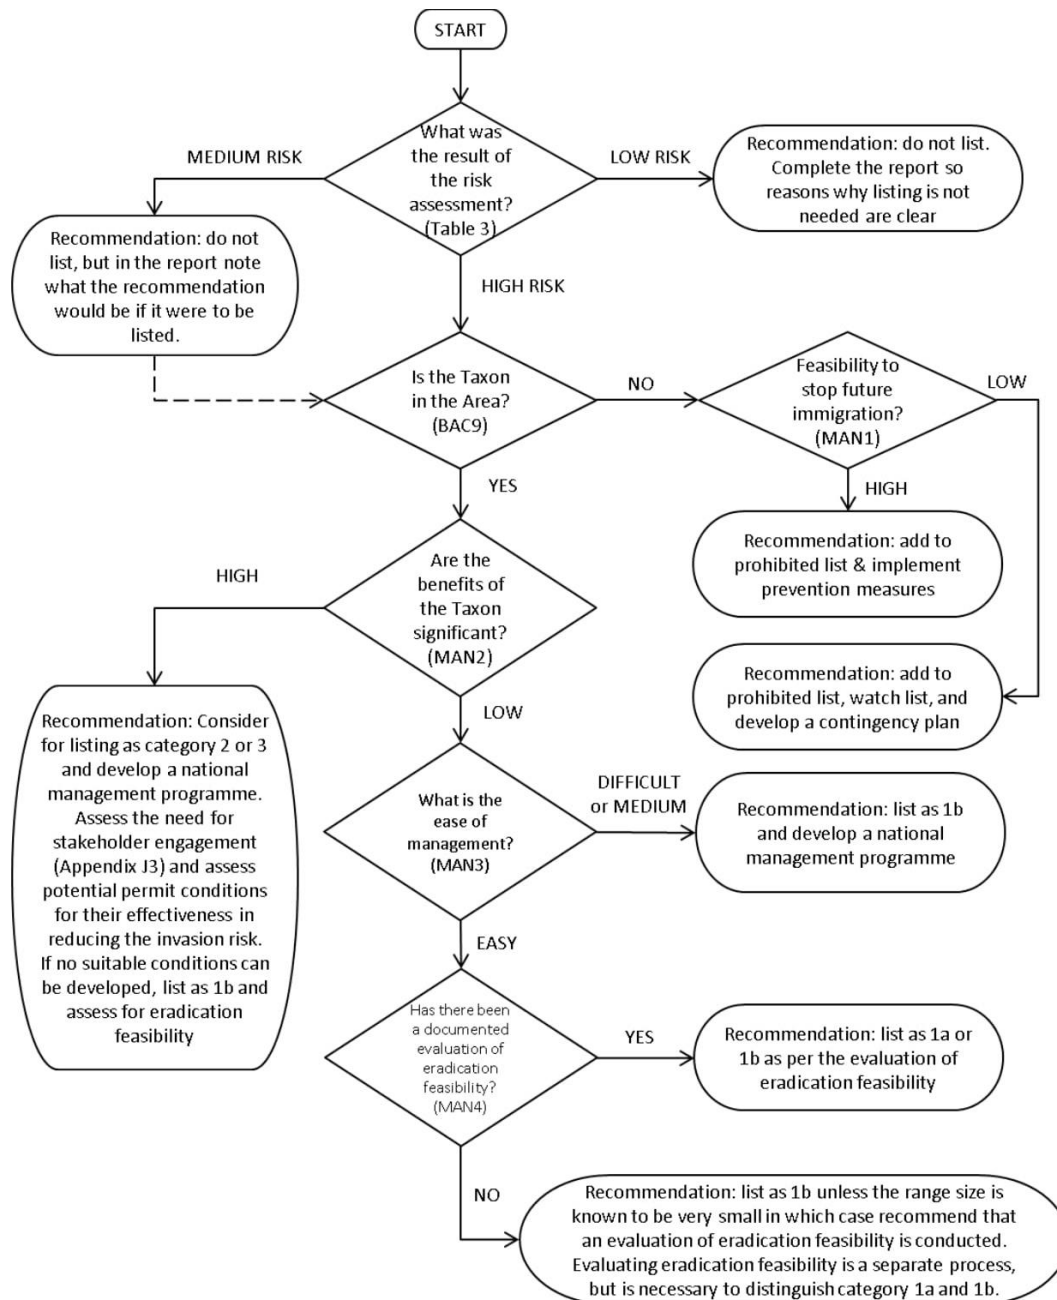 START
What was
the result of
the risk
assessment?
(Table 3)
MEDIUM RISK
LOW RISK
Recommendation: do not list.
Complete the report so
reasons why listing is not
needed are clear
Recommendation: do not
list, but in the report note
what the recommendation
would be if it were to be
listed.
HIGH RISK
Is the Taxon
in the Area?
(BAC9)
NO
Feasibility to
stop future
immigration?
(MAN1)
LOW
HIGH
Recommendation: add to
prohibited list & implement
prevention measures
Recommendation: add to
prohibited list, watch list, and
develop a contingency plan
YES
Are the
benefits of
the Taxon
significant?
(MAN2)
HIGH
Recommendation: Consider
for listing as category 2 or 3
and develop a national
management programme.
Assess the need for
stakeholder engagement
(Appendix J3) and assess
potential permit conditions
for their effectiveness in
reducing the invasion risk.
If no suitable conditions can
be developed, list as 1b and
assess for eradication
feasibility
LOW
What is the
ease of
management?
(MAN3)
DIFFICULT
or MEDIUM
Recommendation: list as 1b
and develop a national
management programme
EASY
Has there been
a documented
evaluation of
eradication
feasibility?
(MAN4)
YES
Recommendation: list as 1a or
1b as per the evaluation of
eradication feasibility
NO
Recommendation: list as 1b unless the range size is
known to be very small in which case recommend that
an evaluation of eradication feasibility is conducted.
Evaluating eradication feasibility is a separate process,
but is necessary to distinguish category 1a and 1b.